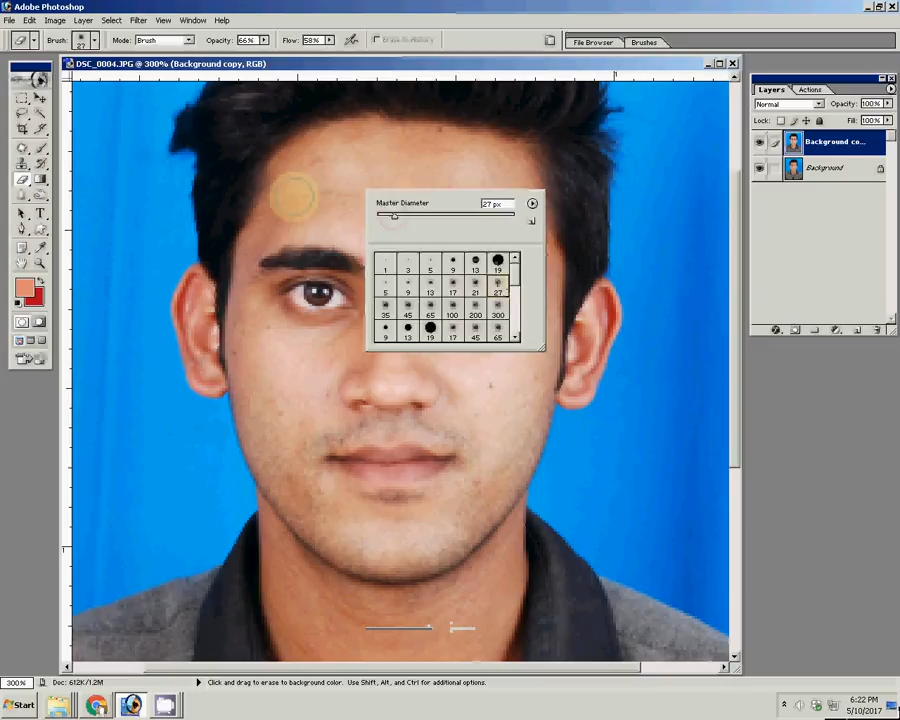 Adobe Photoshop
File Edit Image Layer Select Filter View Window Help
Brush: 27 Mode: Brush Opacity: 66% Flow: 58% Erase to History File Browser Brushes
DSC_0004.JPG @ 300% (Background copy, RGB)
Layers Actions
Normal Opacity: 100%
Lock: Fill: 100%
Background co...
Background
Master Diameter 27 px
1 3 5 9 13 19
5 9 13 17 21 27
35 45 65 100 200 300
9 13 19 17 45 65
300% Doc: 612K/1.2M Click and drag to erase to background color. Use Shift, Alt, and Ctrl for additional options.
Start 6:22 PM
5/10/2017